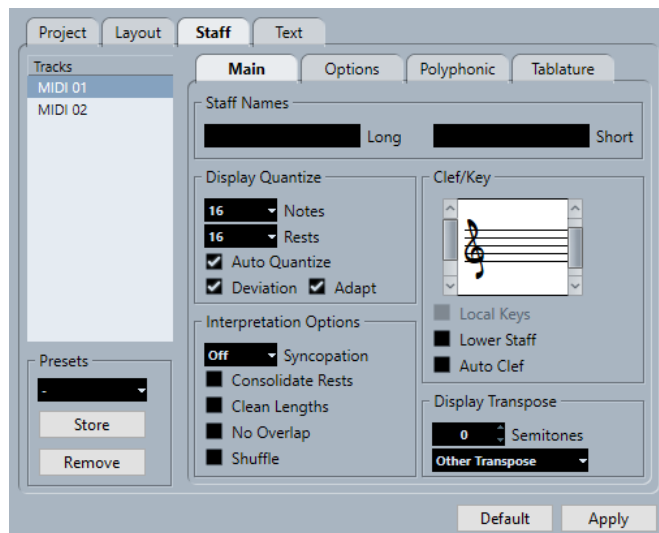 Project Layout Staff Text
Tracks
MIDI 01
MIDI 02
Presets
-
Store
Remove
Main Options Polyphonic Tablature
Staff Names
Long Short
Display Quantize
16 Notes
16 Rests
Auto Quantize
Deviation Adapt
Interpretation Options
Off Syncopation
Consolidate Rests
Clean Lengths
No Overlap
Shuffle
Clef/Key
Local Keys
Lower Staff
Auto Clef
Display Transpose
0 Semitones
Other Transpose
Default Apply